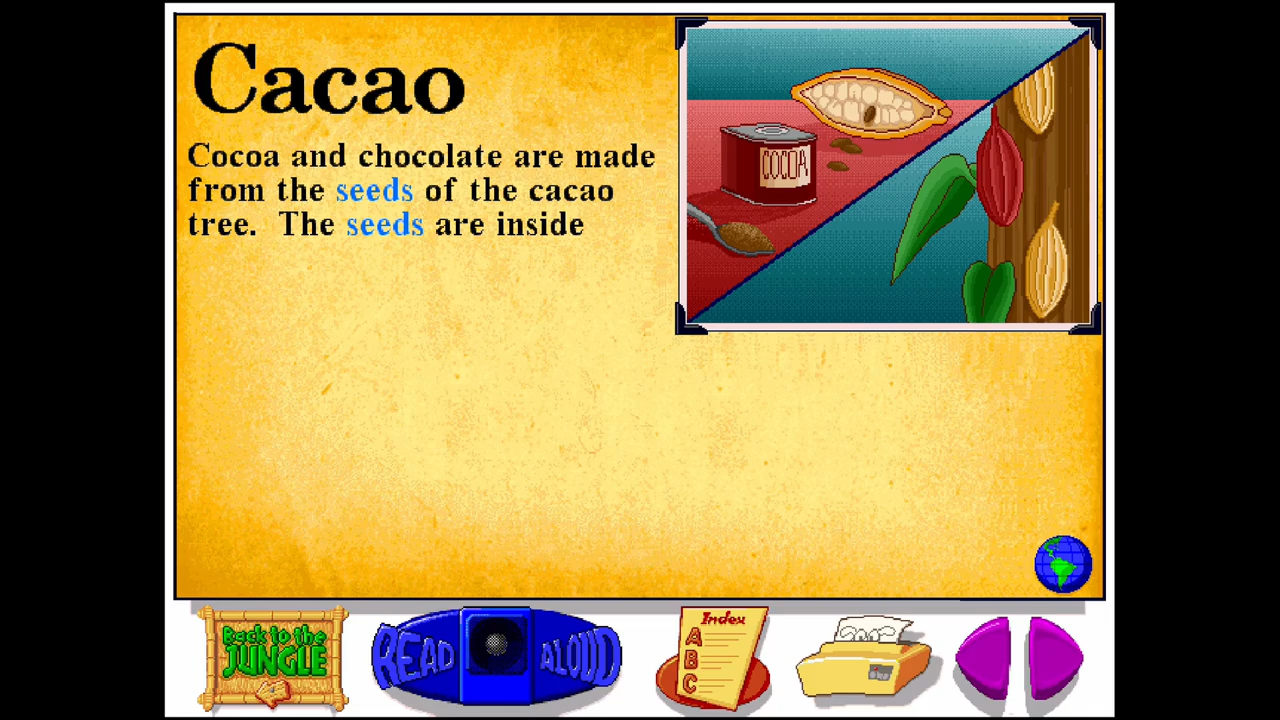 Cacao
Cocoa and chocolate are made
from the seeds of the cacao
tree.  The seeds are inside
COCOA
Back to the
JUNGLE
READ ALOUD
Index
A
B
C